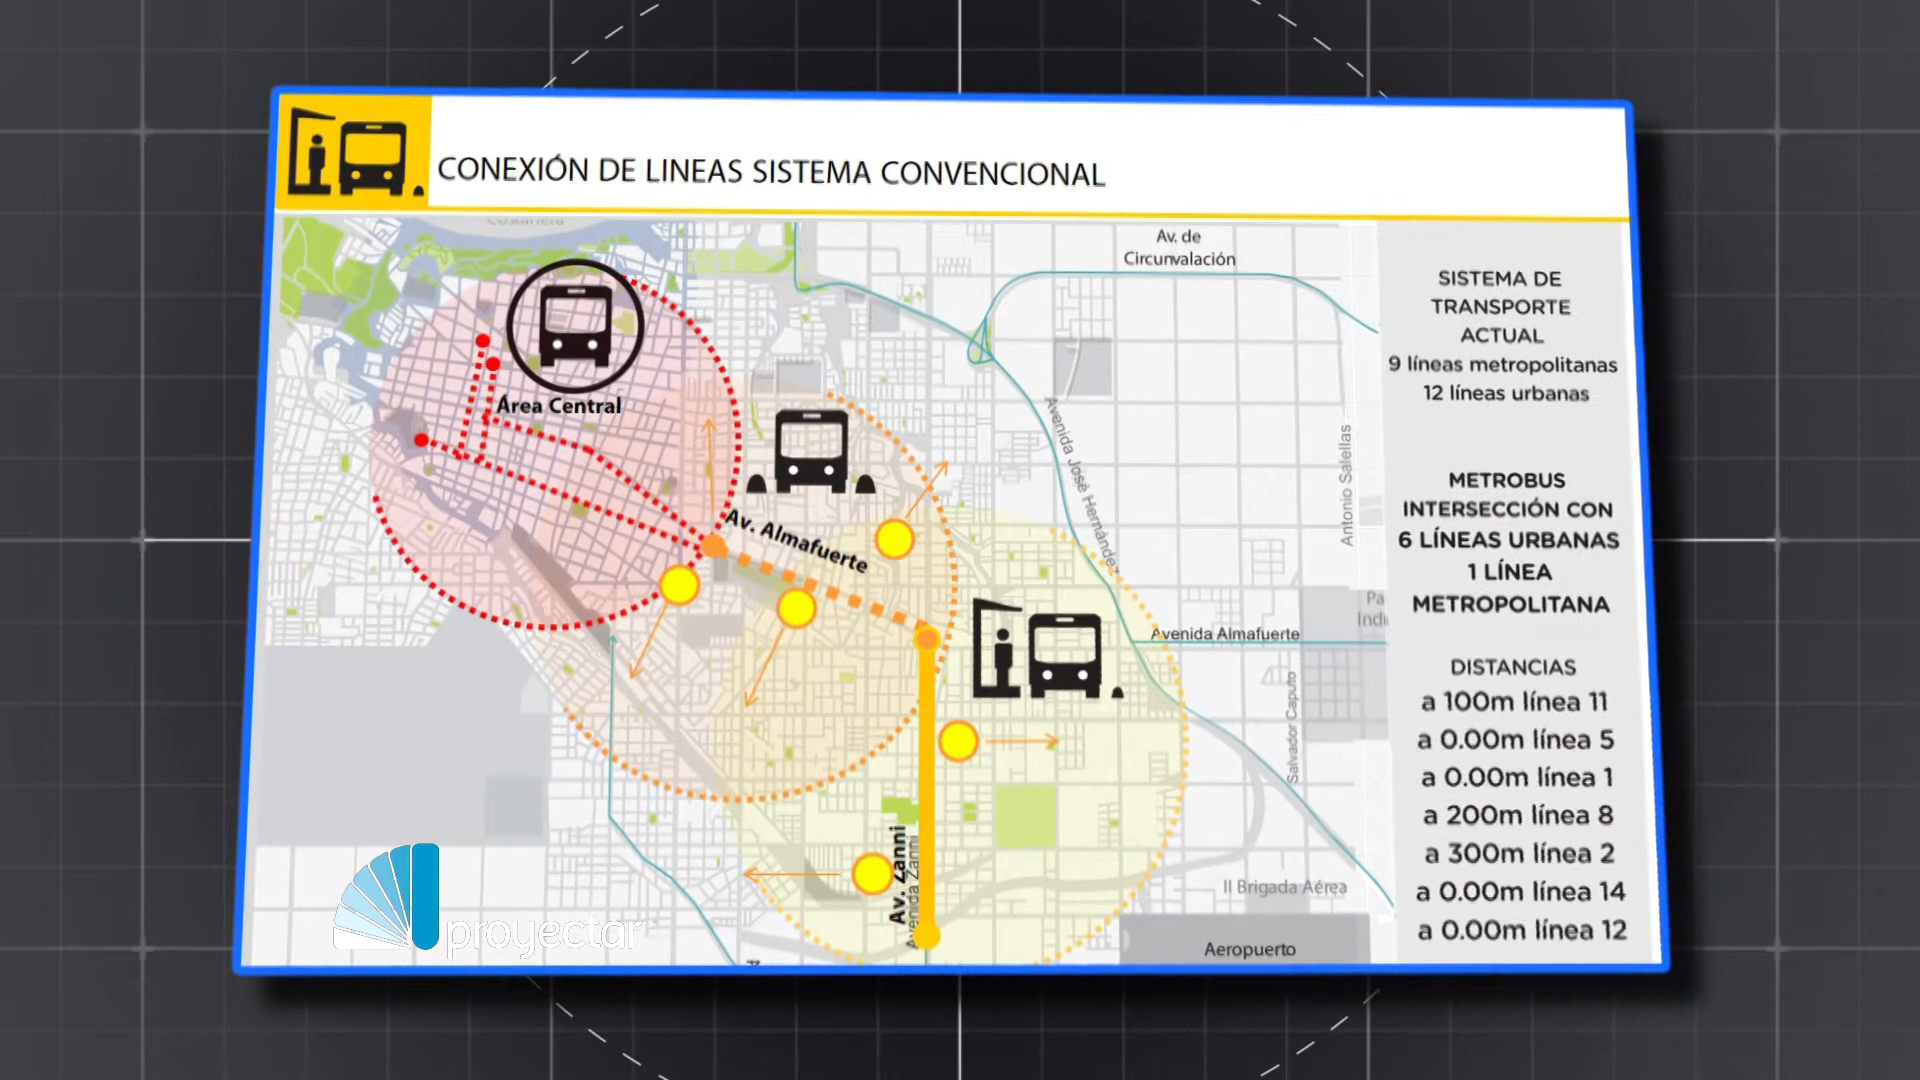 CONEXIÓN DE LINEAS SISTEMA CONVENCIONAL
Av. de
Circunvalación
Área Central
Av. Almafuerte
Avenida José Hernández
Antonio Salellas
Avenida Almafuerte
Salvador Caputo
Av. Zanni
Avenida Zanni
II Brigada Aérea
Aeropuerto
proyectar
SISTEMA DE
TRANSPORTE
ACTUAL
9 líneas metropolitanas
12 líneas urbanas
METROBUS
INTERSECCIÓN CON
6 LÍNEAS URBANAS
1 LÍNEA
METROPOLITANA
DISTANCIAS
a 100m línea 11
a 0.00m línea 5
a 0.00m línea 1
a 200m línea 8
a 300m línea 2
a 0.00m línea 14
a 0.00m línea 12